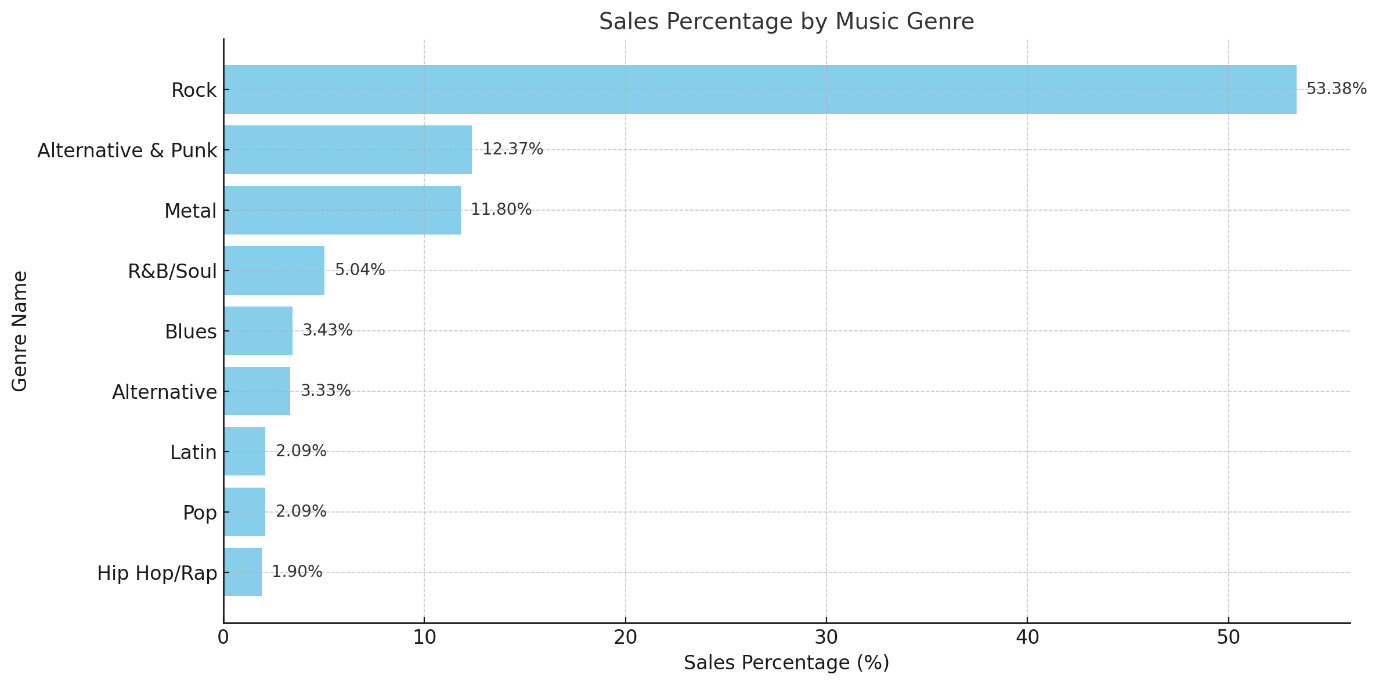 Sales Percentage by Music Genre
Genre Name
Rock 53.38%
Alternative & Punk 12.37%
Metal 11.80%
R&B/Soul 5.04%
Blues 3.43%
Alternative 3.33%
Latin 2.09%
Pop 2.09%
Hip Hop/Rap 1.90%
0 10 20 30 40 50
Sales Percentage (%)